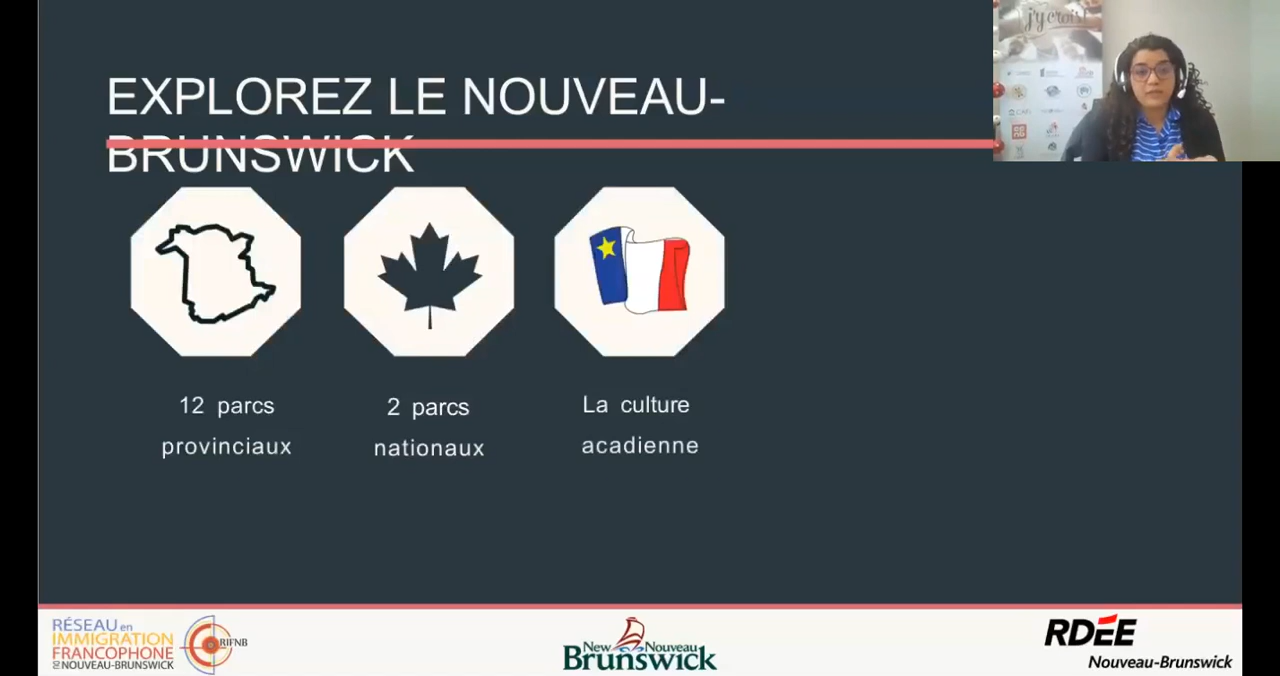 j'y crois!
EXPLOREZ LE NOUVEAU-
BRUNSWICK
12 parcs
provinciaux
2 parcs
nationaux
La culture
acadienne
RÉSEAU en
IMMIGRATION
FRANCOPHONE
DU NOUVEAU-BRUNSWICK
RIFNB
New Nouveau
Brunswick
RDÉE
Nouveau-Brunswick